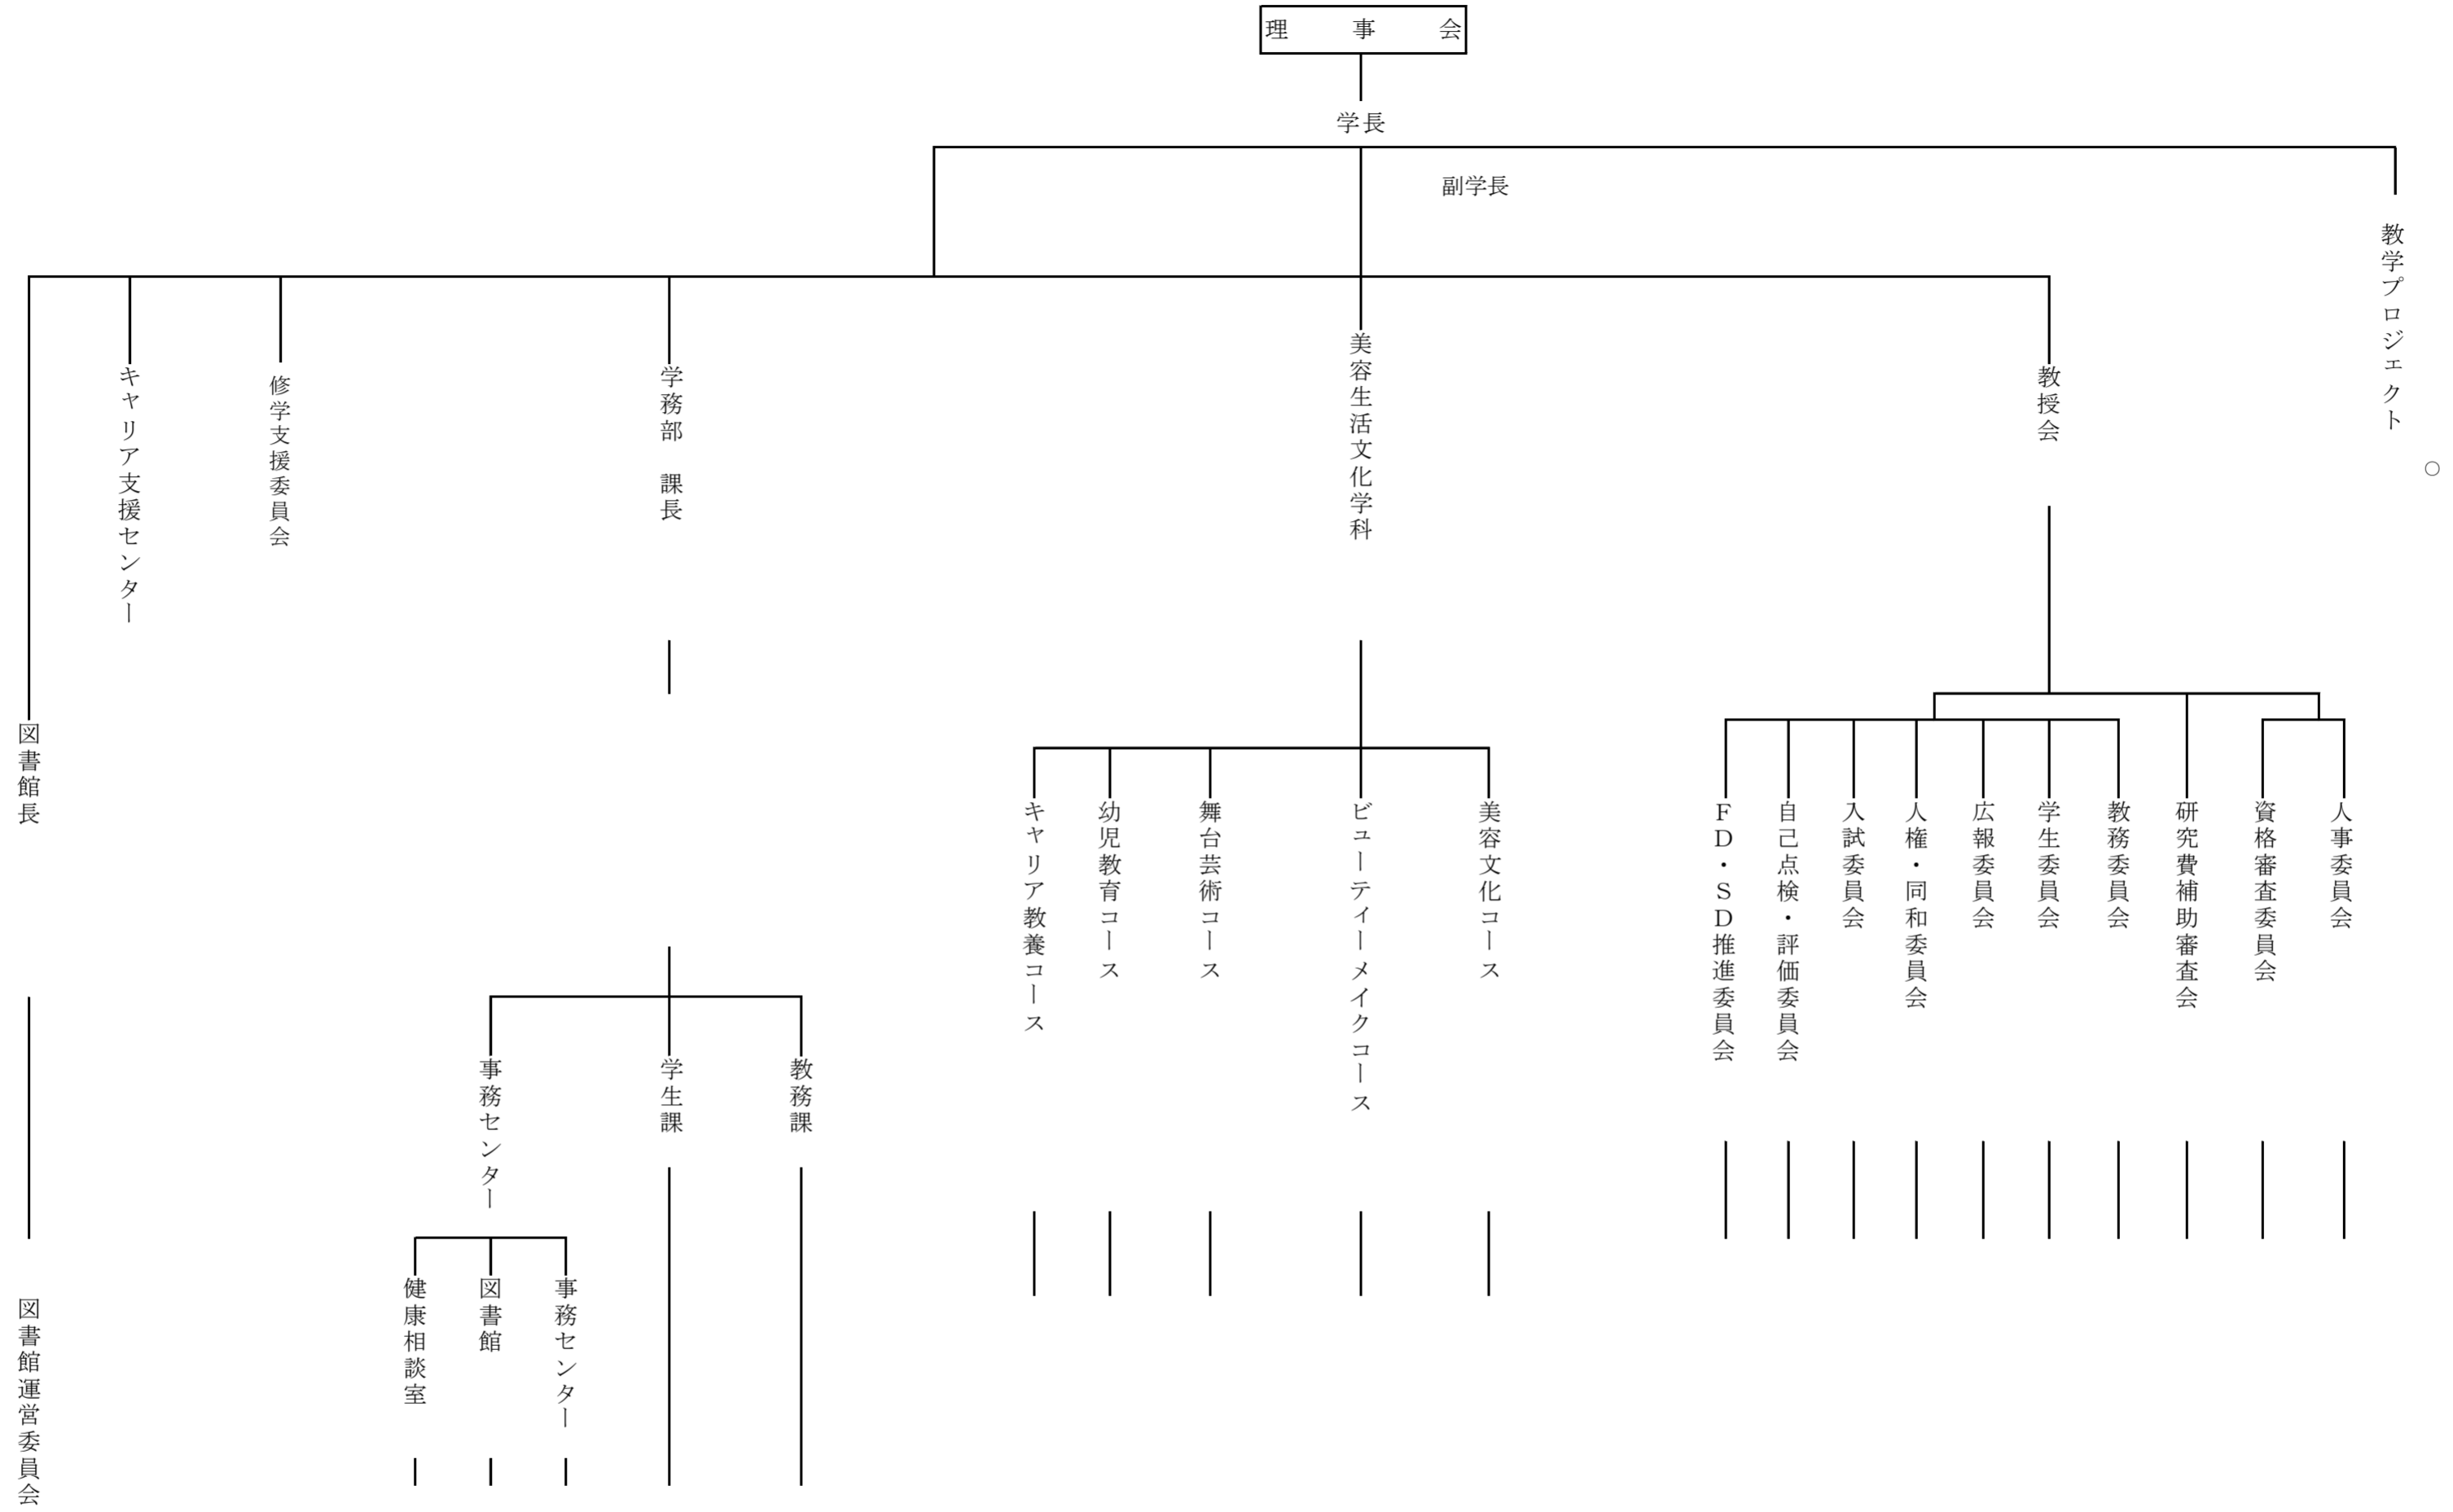 理事会
学長
副学長
教学プロジェクト
○
教授会
美容生活文化学科
学務部 課長
修学支援委員会
キャリア支援センター
図書館長
人事委員会
資格審査委員会
研究費補助審査会
教務委員会
学生委員会
広報委員会
人権・同和委員会
入試委員会
自己点検・評価委員会
ＦＤ・ＳＤ推進委員会
美容文化コース
ビューティーメイクコース
舞台芸術コース
幼児教育コース
キャリア教養コース
教務課
学生課
事務センター
事務センター
図書館
健康相談室
図書館運営委員会